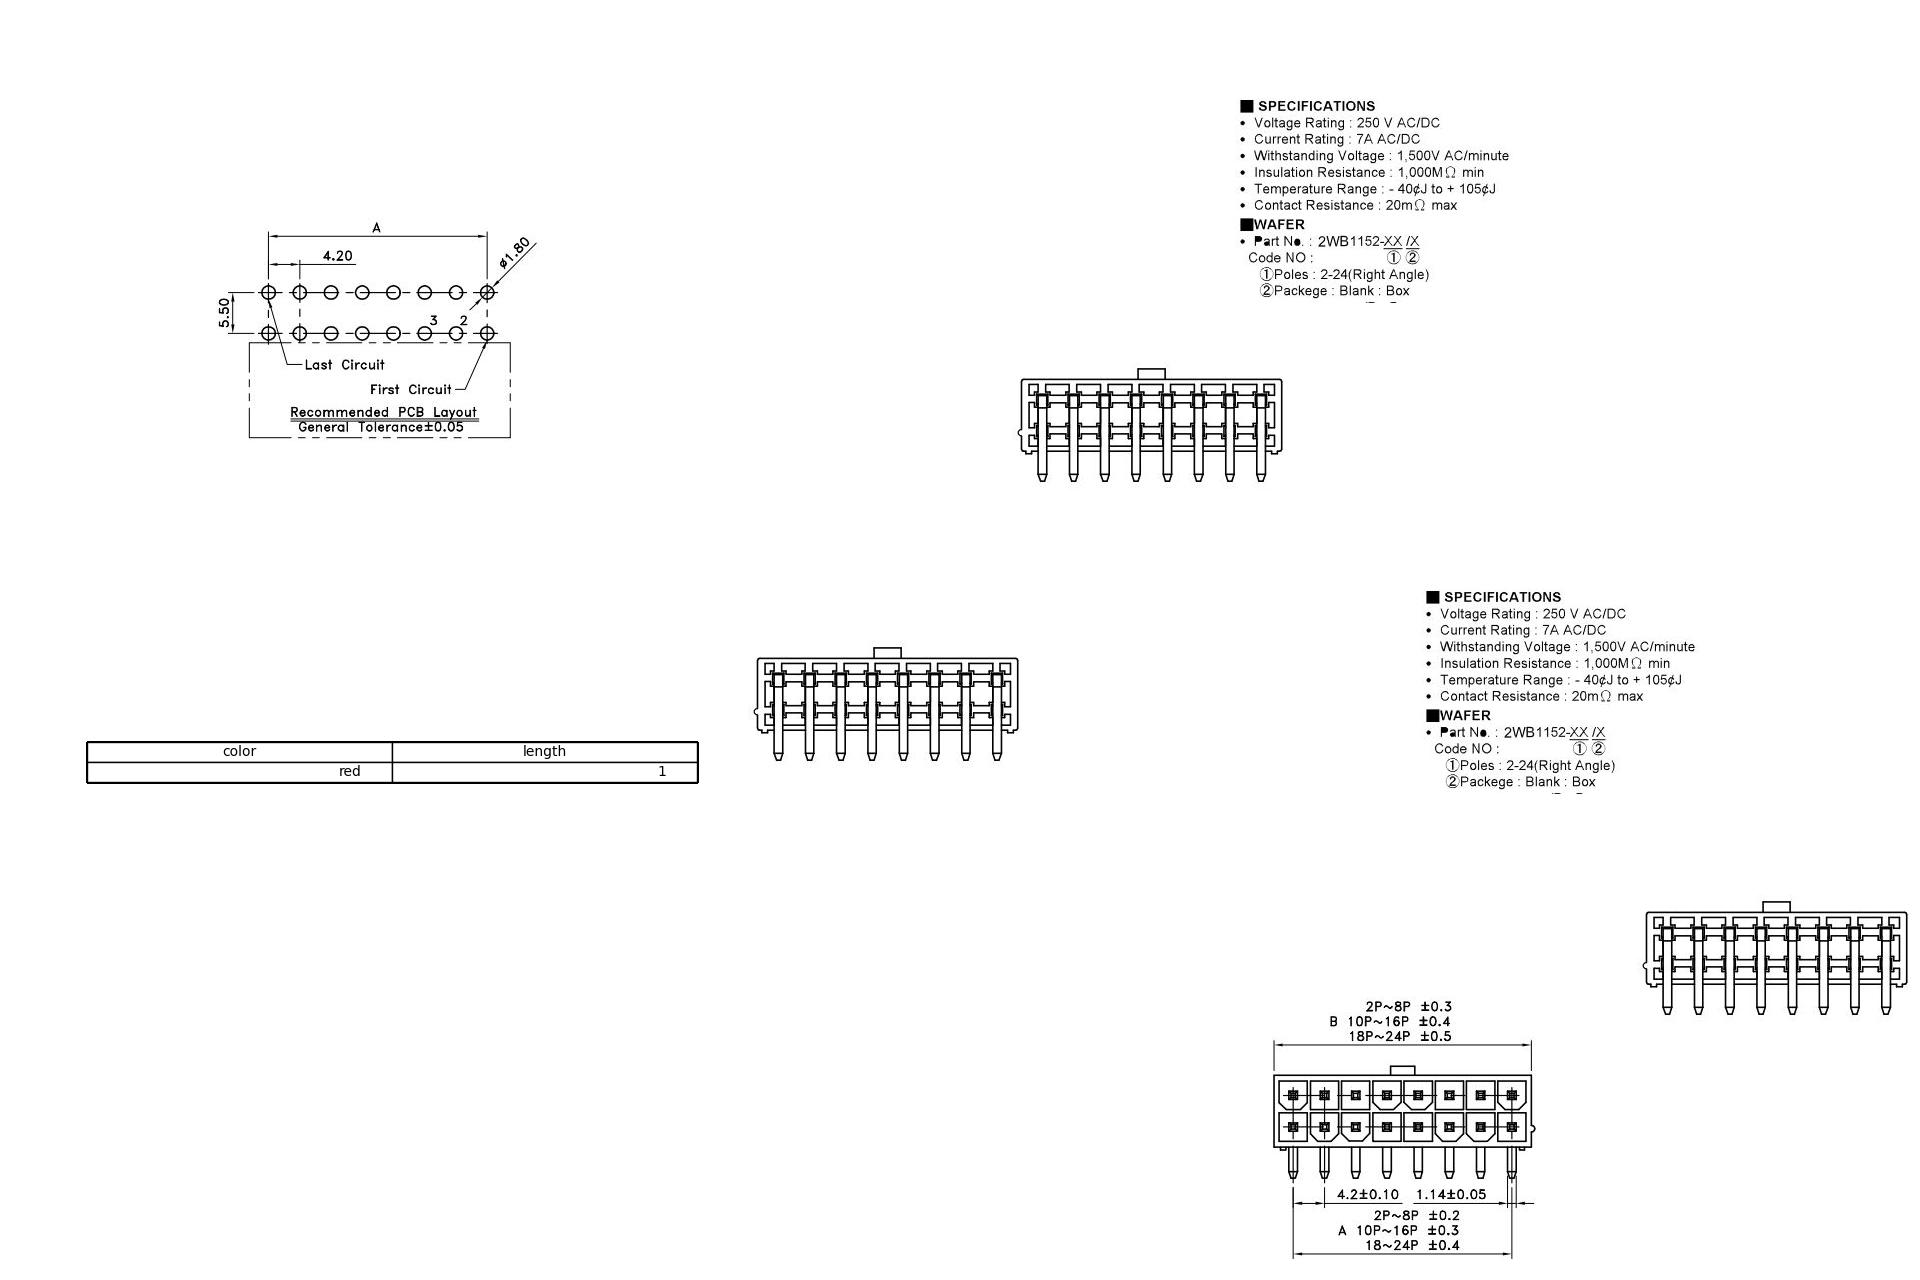 ■ SPECIFICATIONS
• Voltage Rating : 250 V AC/DC
• Current Rating : 7A AC/DC
• Withstanding Voltage : 1,500V AC/minute
• Insulation Resistance : 1,000MΩ min
• Temperature Range : - 40¢J to + 105¢J
• Contact Resistance : 20mΩ max
■WAFER
• Part No. : 2WB1152-XX /X
Code NO : ① ②
①Poles : 2-24(Right Angle)
②Packege : Blank : Box
A
4.20
ø1.80
5.50
3 2
Last Circuit
First Circuit
Recommended PCB Layout
General Tolerance±0.05
■ SPECIFICATIONS
• Voltage Rating : 250 V AC/DC
• Current Rating : 7A AC/DC
• Withstanding Voltage : 1,500V AC/minute
• Insulation Resistance : 1,000MΩ min
• Temperature Range : - 40¢J to + 105¢J
• Contact Resistance : 20mΩ max
■WAFER
• Part No. : 2WB1152-XX /X
Code NO : ① ②
①Poles : 2-24(Right Angle)
②Packege : Blank : Box
color length
red 1
2P~8P ±0.3
B 10P~16P ±0.4
18P~24P ±0.5
4.2±0.10 1.14±0.05
2P~8P ±0.2
A 10P~16P ±0.3
18~24P ±0.4